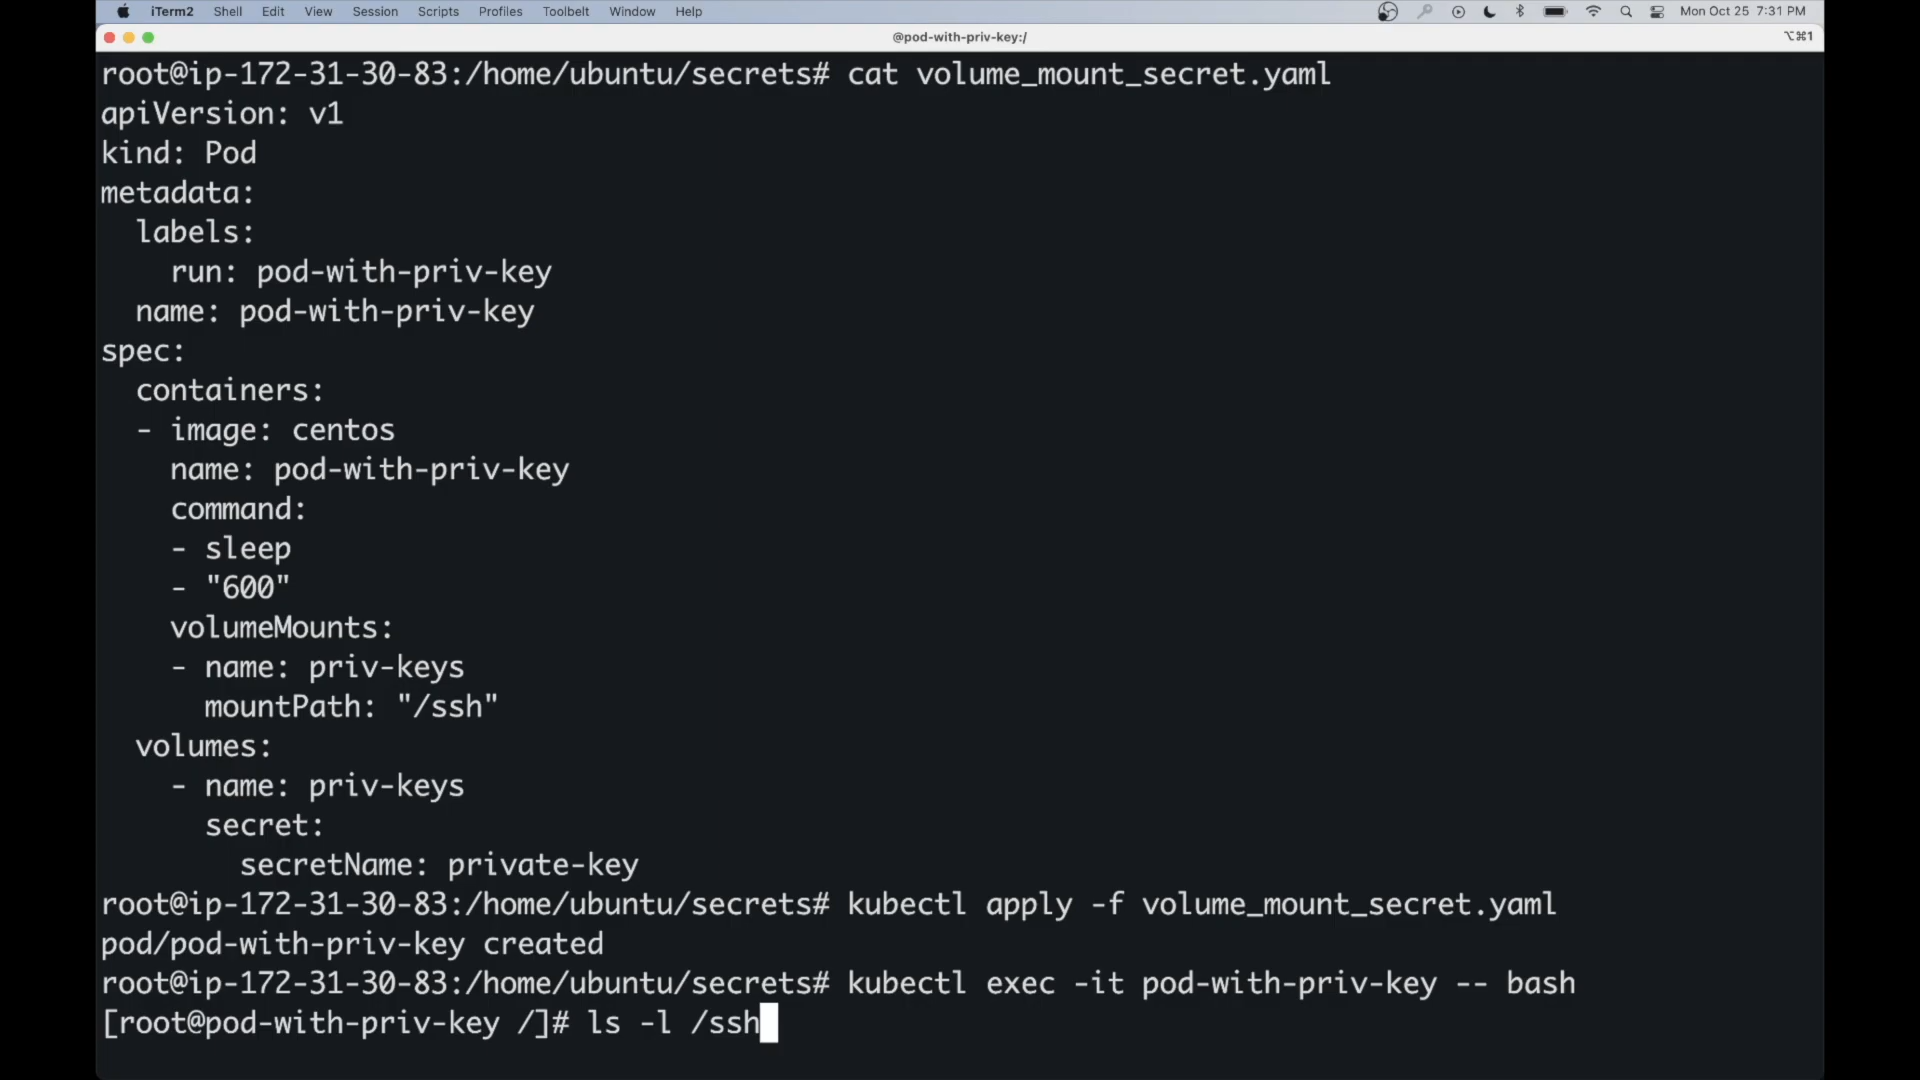 iTerm2 Shell Edit View Session Scripts Profiles Toolbelt Window Help Mon Oct 25 7:31 PM
@pod-with-priv-key:/ ⌥⌘1
root@ip-172-31-30-83:/home/ubuntu/secrets# cat volume_mount_secret.yaml
apiVersion: v1
kind: Pod
metadata:
  labels:
    run: pod-with-priv-key
  name: pod-with-priv-key
spec:
  containers:
  - image: centos
    name: pod-with-priv-key
    command:
    - sleep
    - "600"
    volumeMounts:
    - name: priv-keys
      mountPath: "/ssh"
  volumes:
    - name: priv-keys
      secret:
        secretName: private-key
root@ip-172-31-30-83:/home/ubuntu/secrets# kubectl apply -f volume_mount_secret.yaml
pod/pod-with-priv-key created
root@ip-172-31-30-83:/home/ubuntu/secrets# kubectl exec -it pod-with-priv-key -- bash
[root@pod-with-priv-key /]# ls -l /ssh